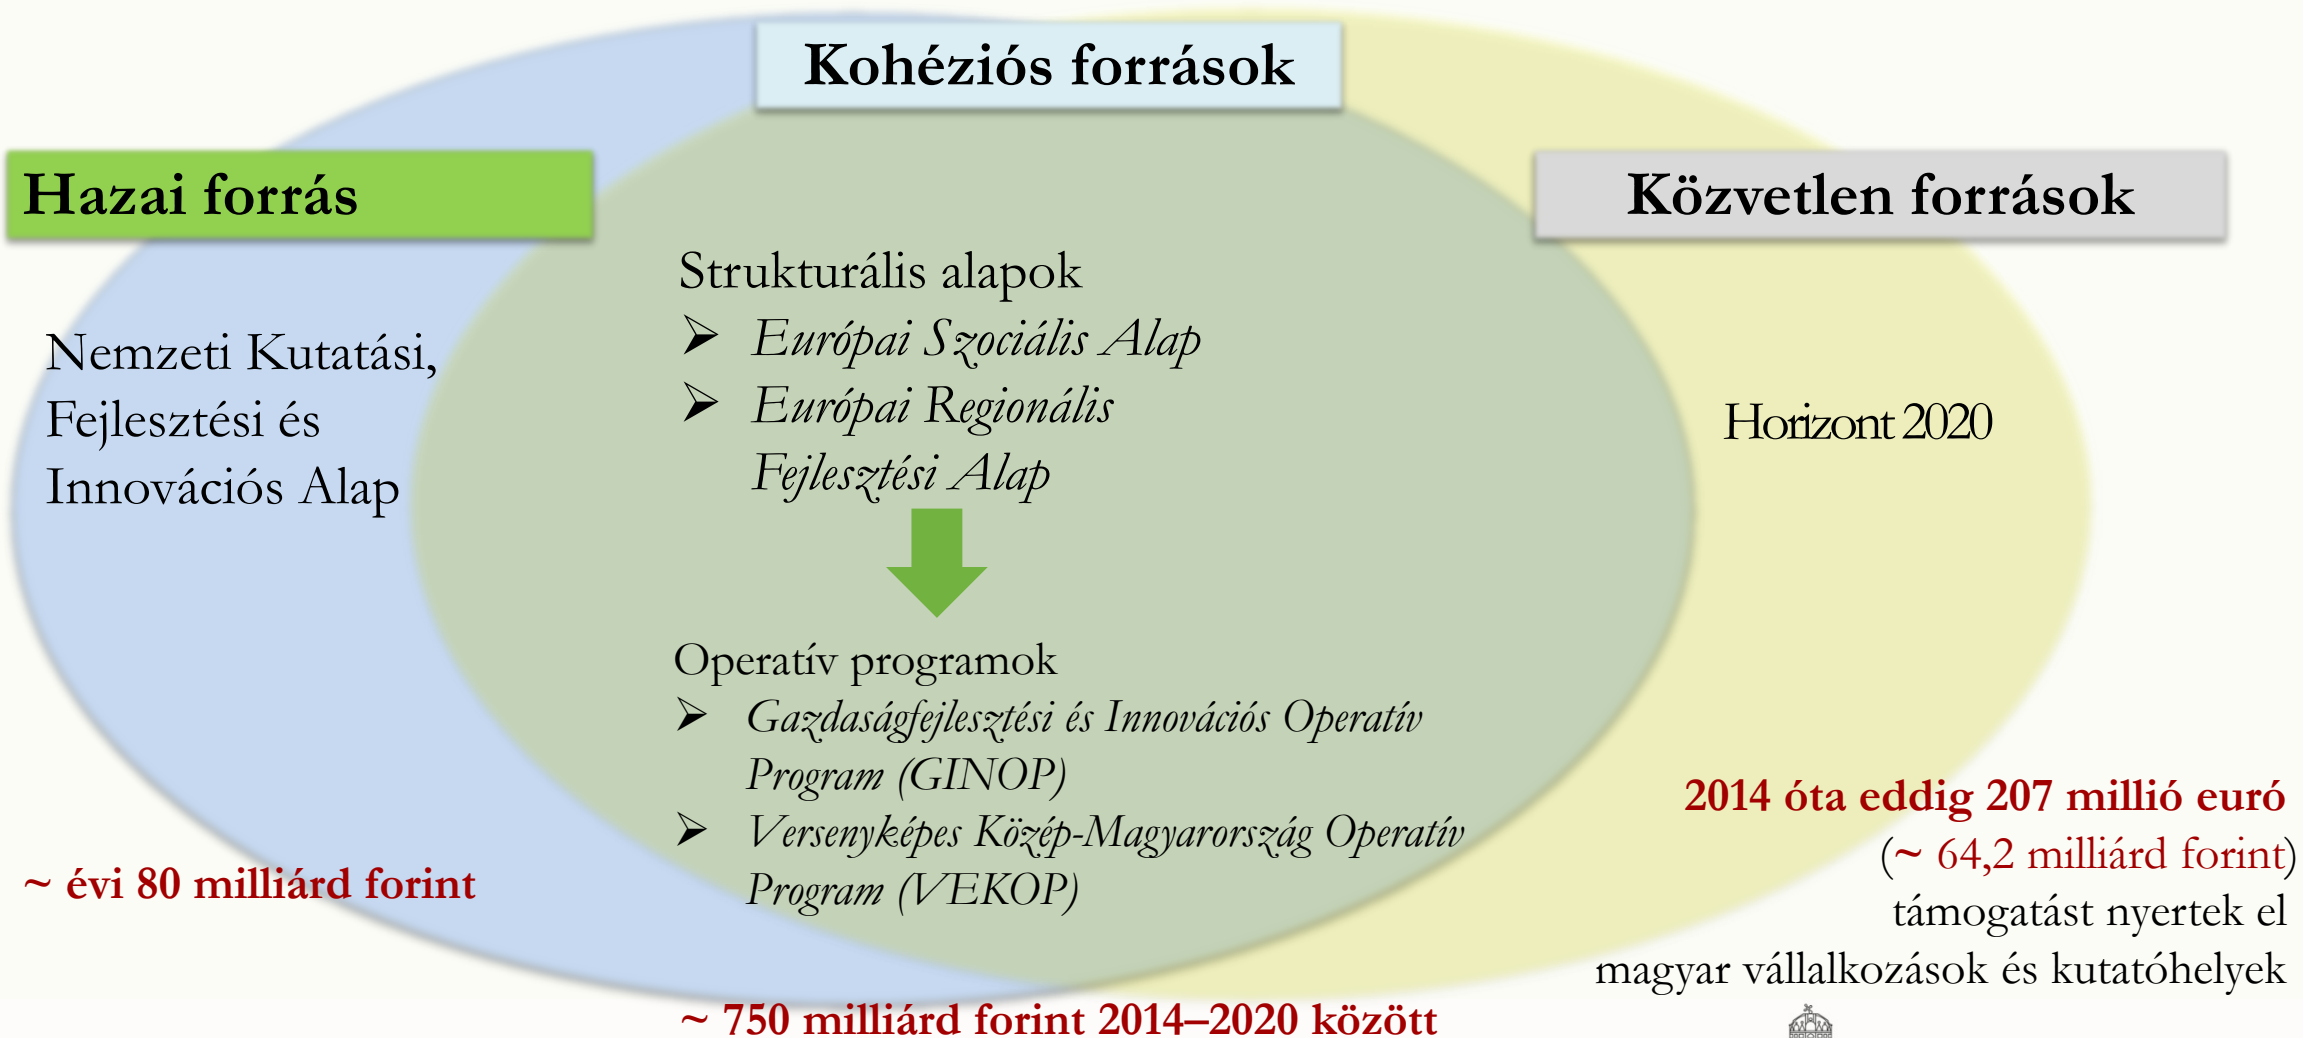 Kohéziós források
Hazai forrás
Nemzeti Kutatási,
Fejlesztési és
Innovációs Alap
~ évi 80 milliárd forint
Strukturális alapok
➢ Európai Szociális Alap
➢ Európai Regionális
Fejlesztési Alap
Operatív programok
➢ Gazdaságfejlesztési és Innovációs Operatív
Program (GINOP)
➢ Versenyképes Közép-Magyarország Operatív
Program (VEKOP)
~ 750 milliárd forint 2014–2020 között
Közvetlen források
Horizont 2020
2014 óta eddig 207 millió euró
(~ 64,2 milliárd forint)
támogatást nyertek el
magyar vállalkozások és kutatóhelyek